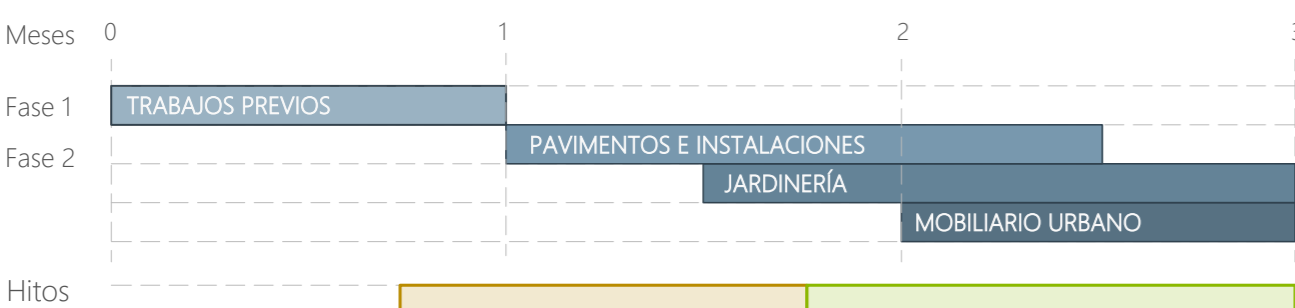 Meses 0 1 2 3
Fase 1 TRABAJOS PREVIOS
PAVIMENTOS E INSTALACIONES
Fase 2
JARDINERÍA
MOBILIARIO URBANO
Hitos